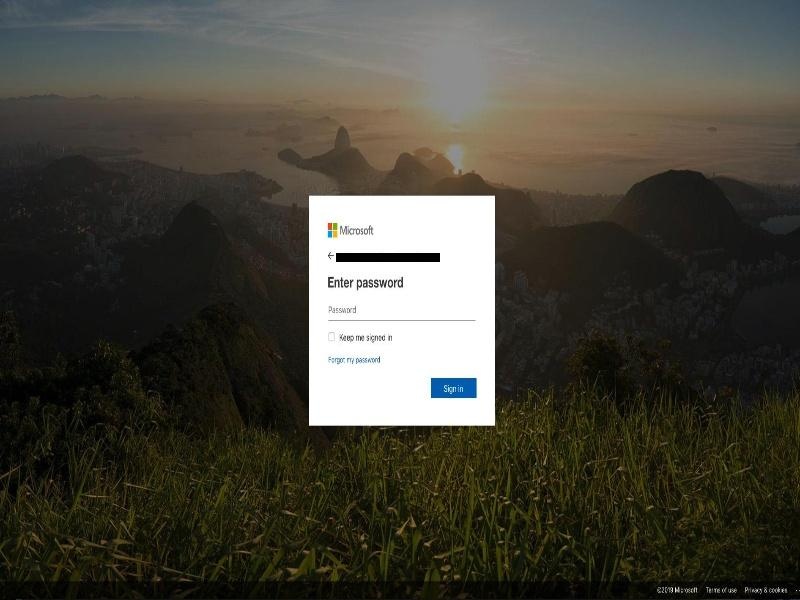 Microsoft
Enter password
Password
Keep me signed in
Forgot my password
Sign in
©2019 Microsoft Terms of use Privacy & cookies ...